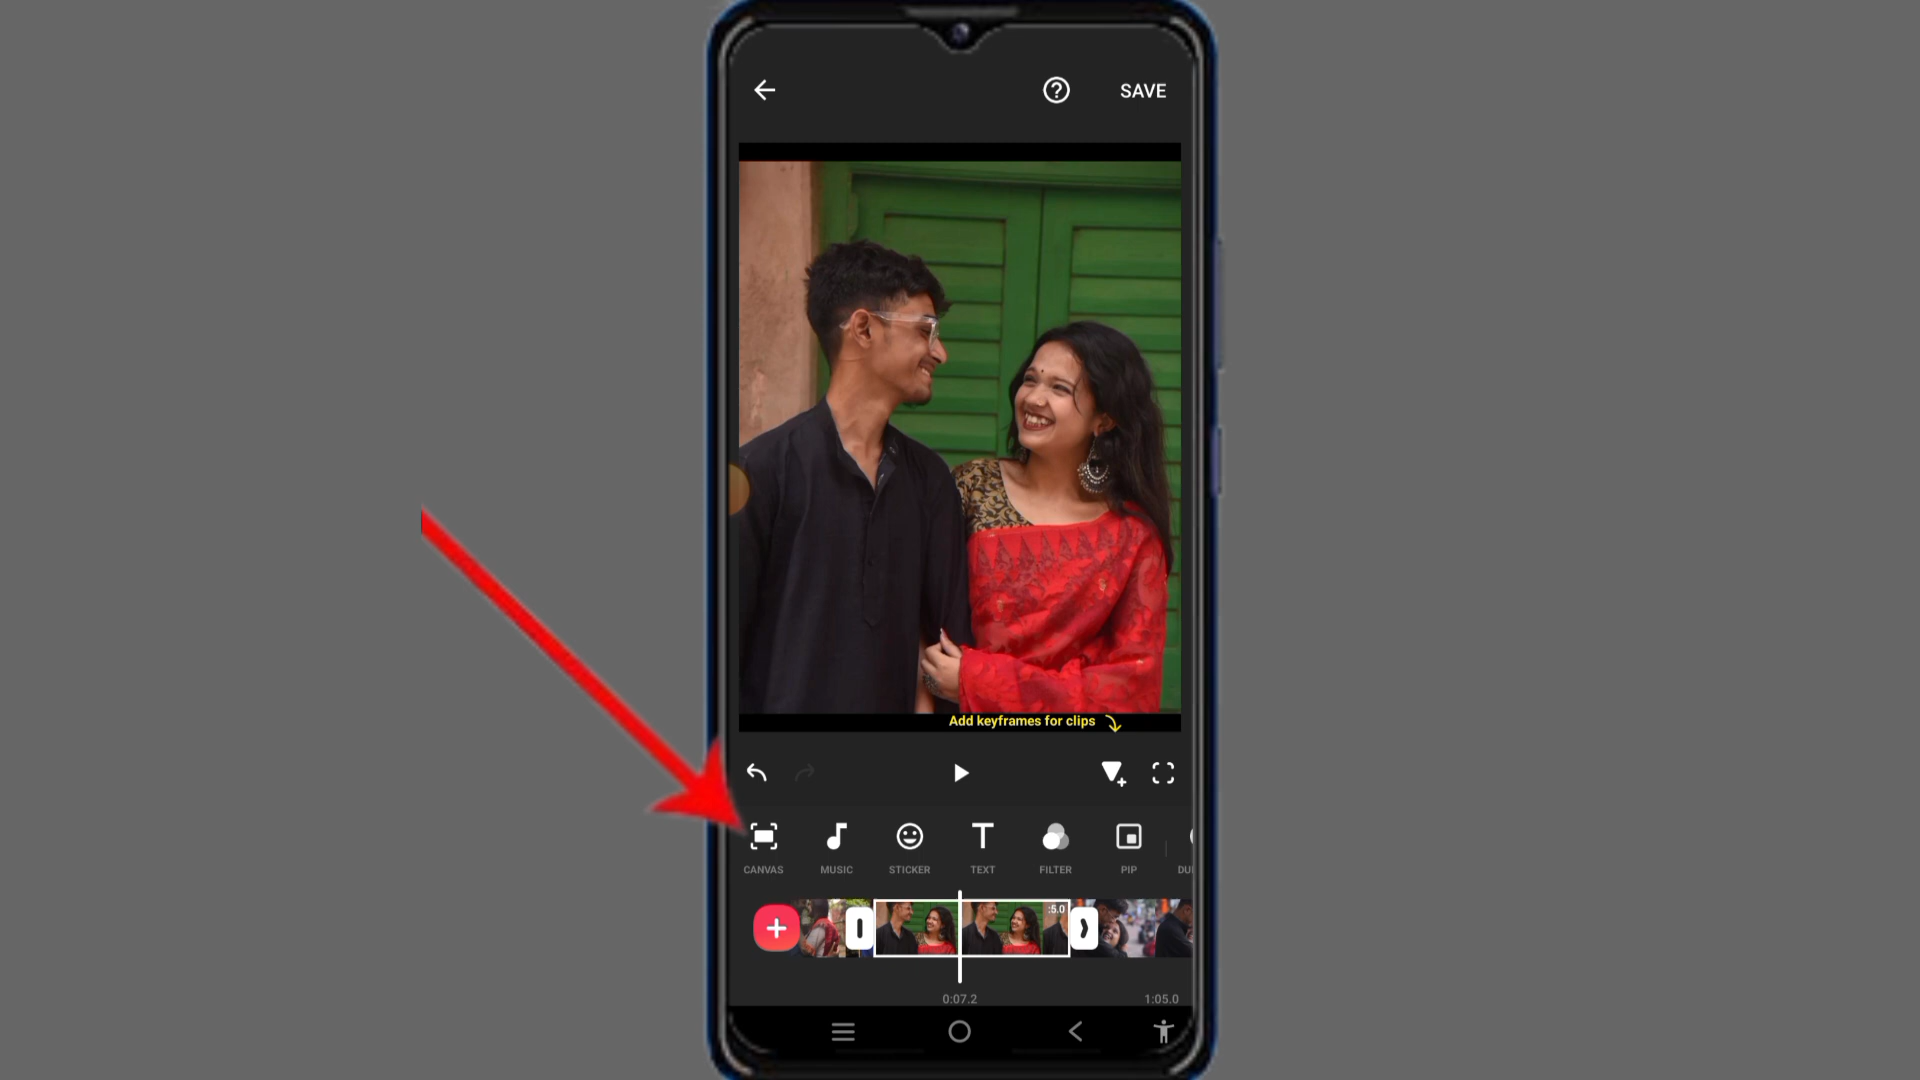 SAVE
Add keyframes for clips
CANVAS
MUSIC
STICKER
TEXT
FILTER
PIP
:5.0
0:07.2
1:05.0